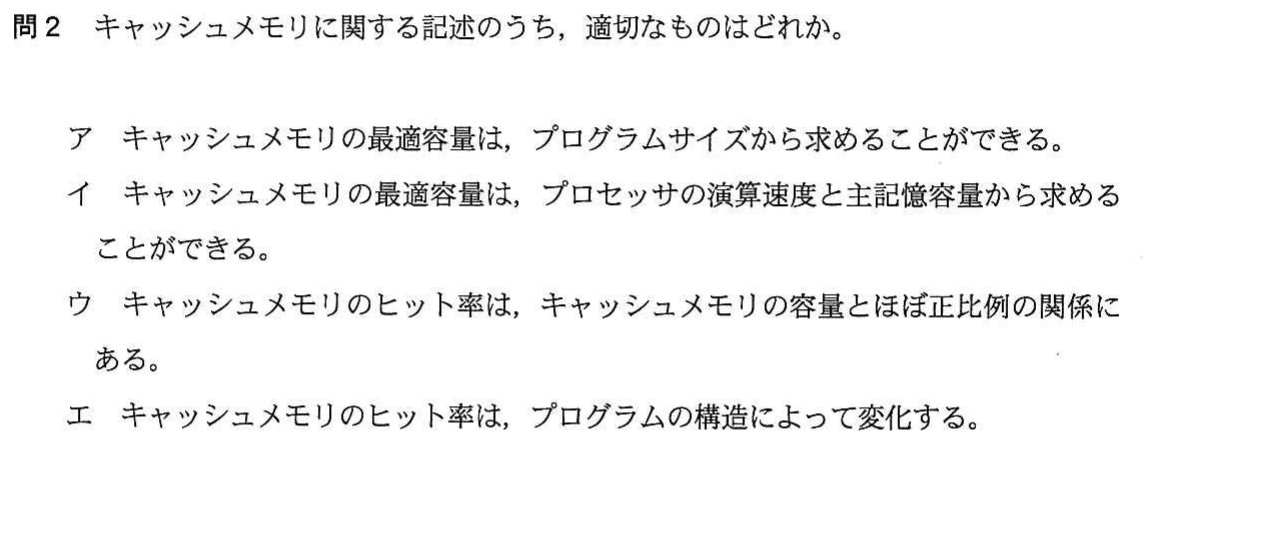 問2　キャッシュメモリに関する記述のうち，適切なものはどれか。
ア　キャッシュメモリの最適容量は，プログラムサイズから求めることができる。
イ　キャッシュメモリの最適容量は，プロセッサの演算速度と主記憶容量から求める
ことができる。
ウ　キャッシュメモリのヒット率は，キャッシュメモリの容量とほぼ正比例の関係に
ある。
エ　キャッシュメモリのヒット率は，プログラムの構造によって変化する。